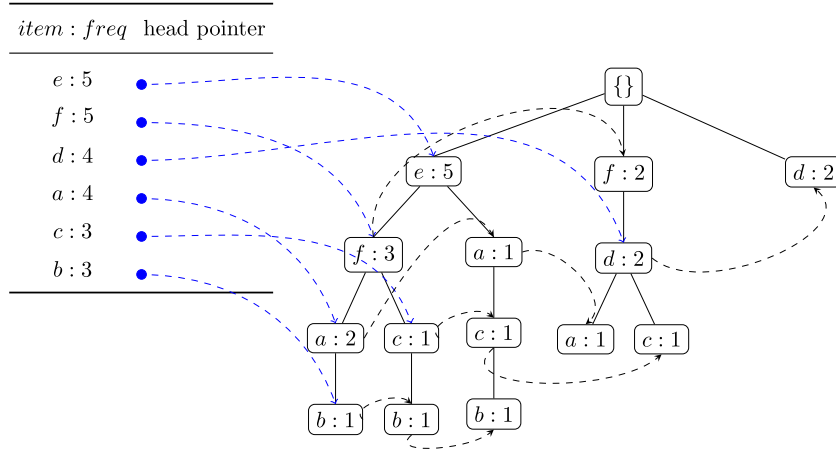 item : freq head pointer
e : 5
f : 5
d : 4
a : 4
c : 3
b : 3
{}
e : 5
f : 2
d : 2
f : 3
a : 1
d : 2
a : 2
c : 1
c : 1
a : 1
c : 1
b : 1
b : 1
b : 1